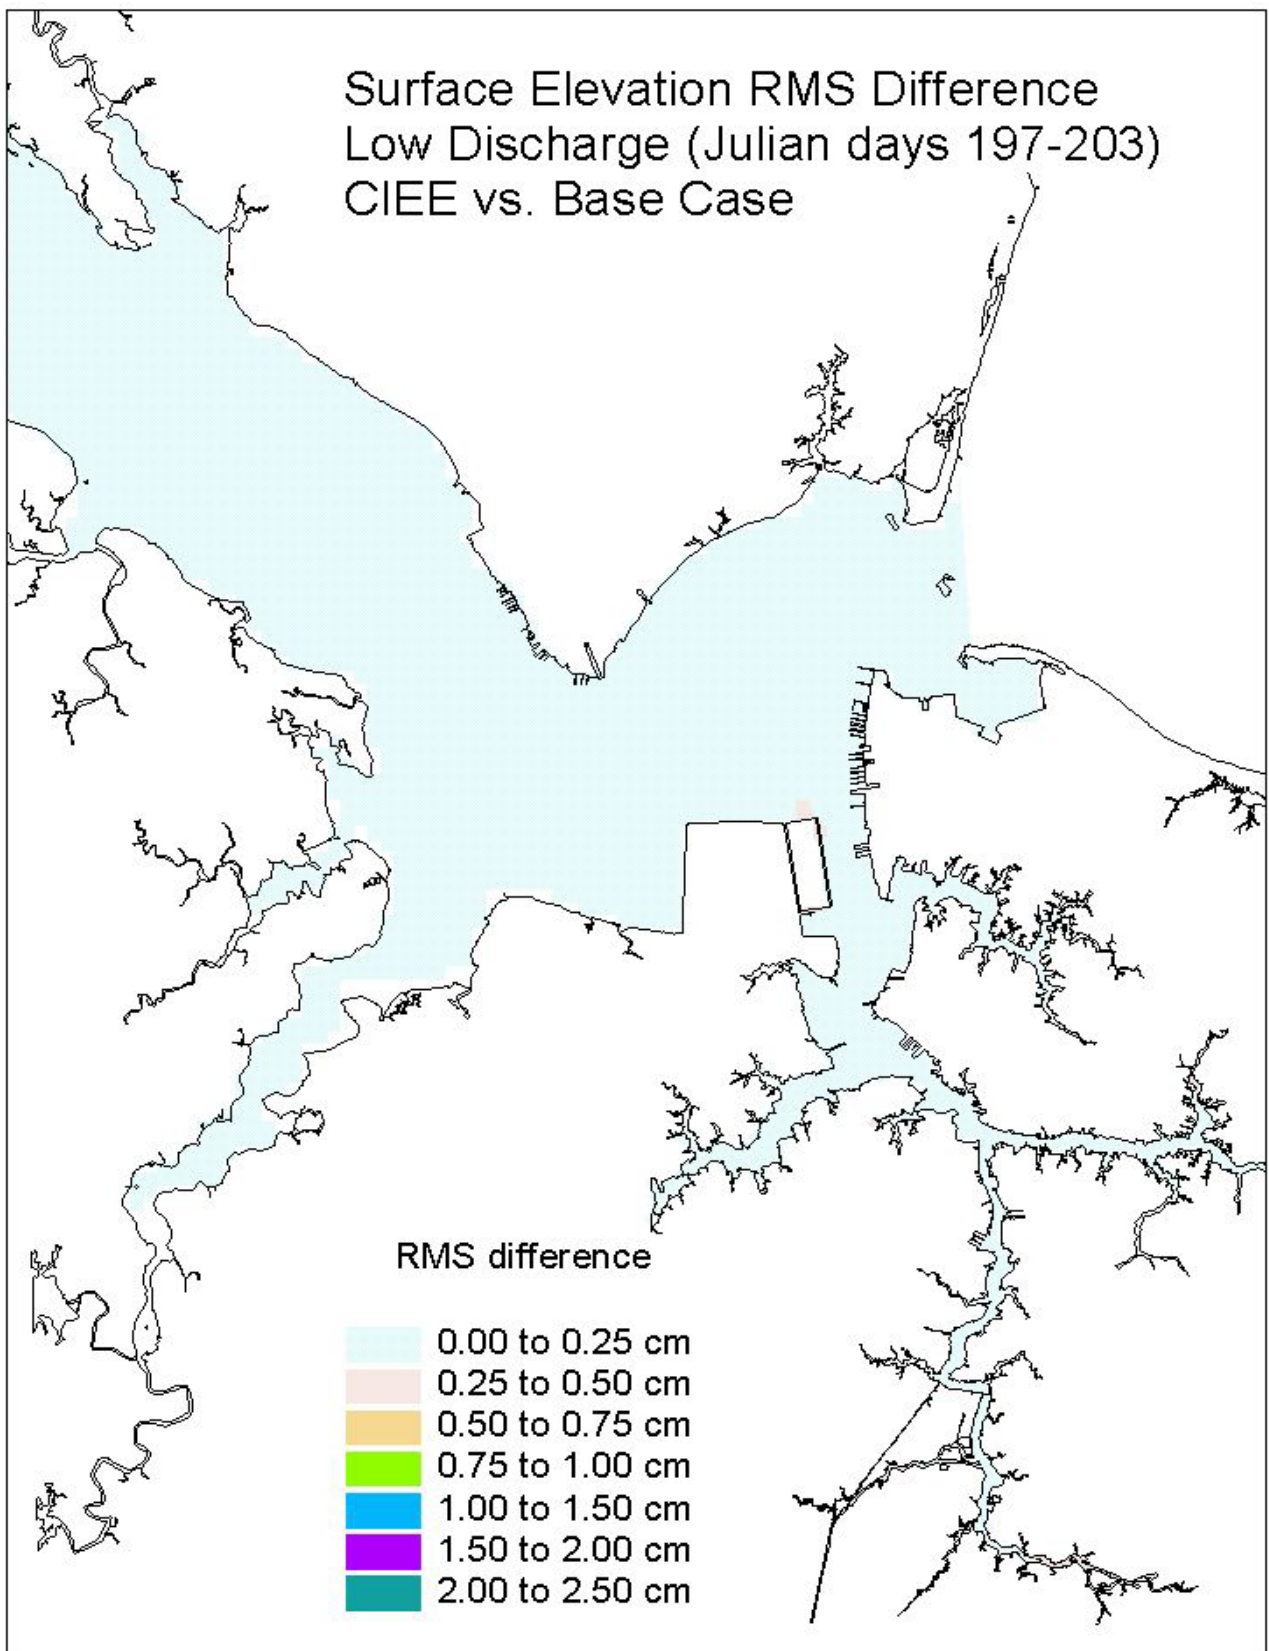 Surface Elevation RMS Difference
Low Discharge (Julian days 197-203)
CIEE vs. Base Case
RMS difference
0.00 to 0.25 cm
0.25 to 0.50 cm
0.50 to 0.75 cm
0.75 to 1.00 cm
1.00 to 1.50 cm
1.50 to 2.00 cm
2.00 to 2.50 cm